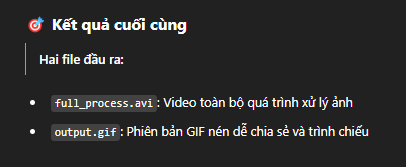 🎯 Kết quả cuối cùng
Hai file đầu ra:
• full_process.avi: Video toàn bộ quá trình xử lý ảnh
• output.gif: Phiên bản GIF nén dễ chia sẻ và trình chiếu